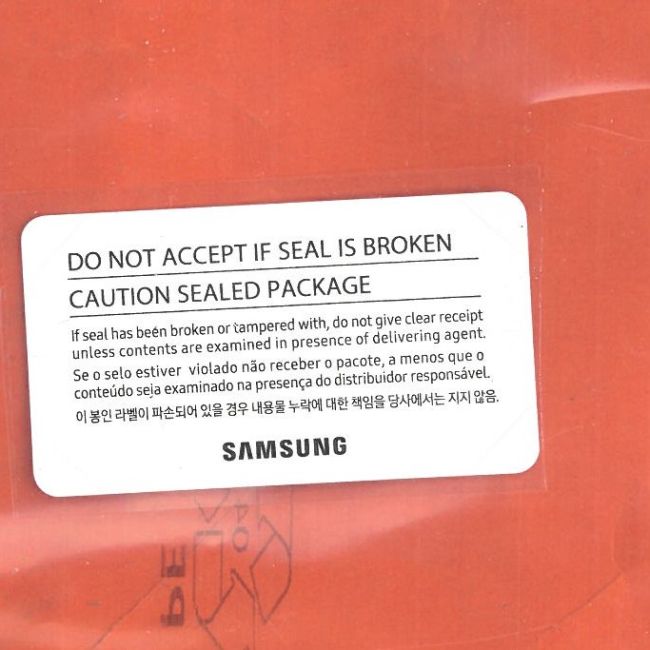 DO NOT ACCEPT IF SEAL IS BROKEN
CAUTION SEALED PACKAGE
If seal has been broken or tampered with, do not give clear receipt
unless contents are examined in presence of delivering agent.
Se o selo estiver violado não receber o pacote, a menos que o
conteúdo seja examinado na presença do distribuidor responsável.
이 봉인 라벨이 파손되어 있을 경우 내용물 누락에 대한 책임을 당사에서는 지지 않음.
SAMSUNG